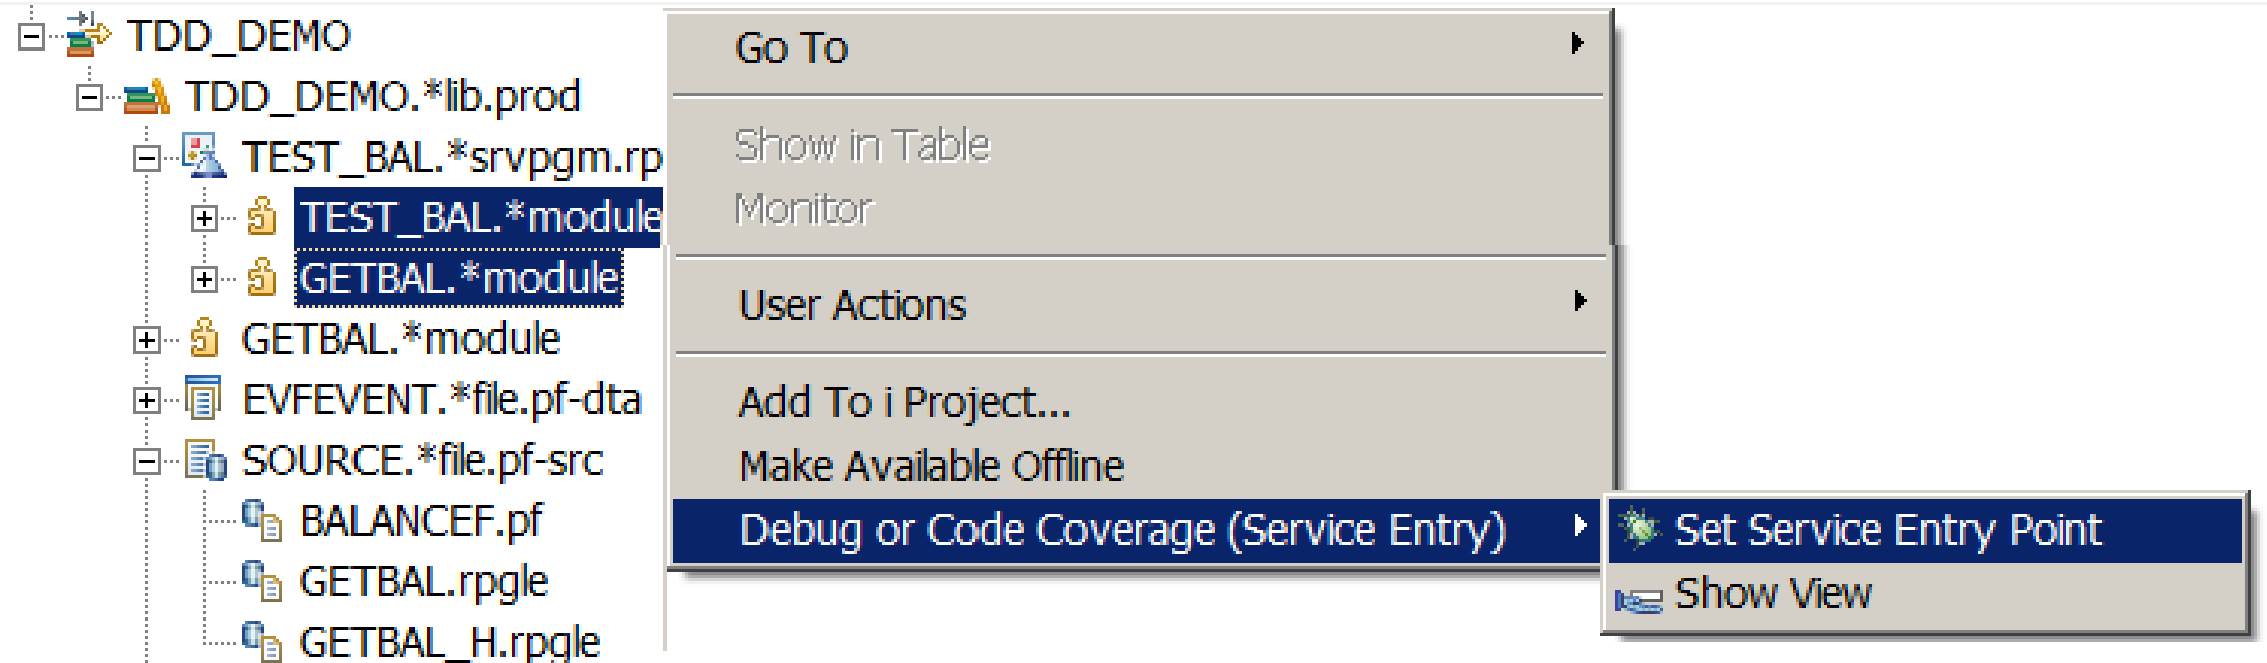 TDD_DEMO
TDD_DEMO.*lib.prod
TEST_BAL.*srvpgm.rp
TEST_BAL.*module
GETBAL.*module
GETBAL.*module
EVFEVENT.*file.pf-dta
SOURCE.*file.pf-src
BALANCEF.pf
GETBAL.rpgle
GETBAL_H.rpgle
Go To
Show in Table
Monitor
User Actions
Add To i Project...
Make Available Offline
Debug or Code Coverage (Service Entry)
Set Service Entry Point
Show View